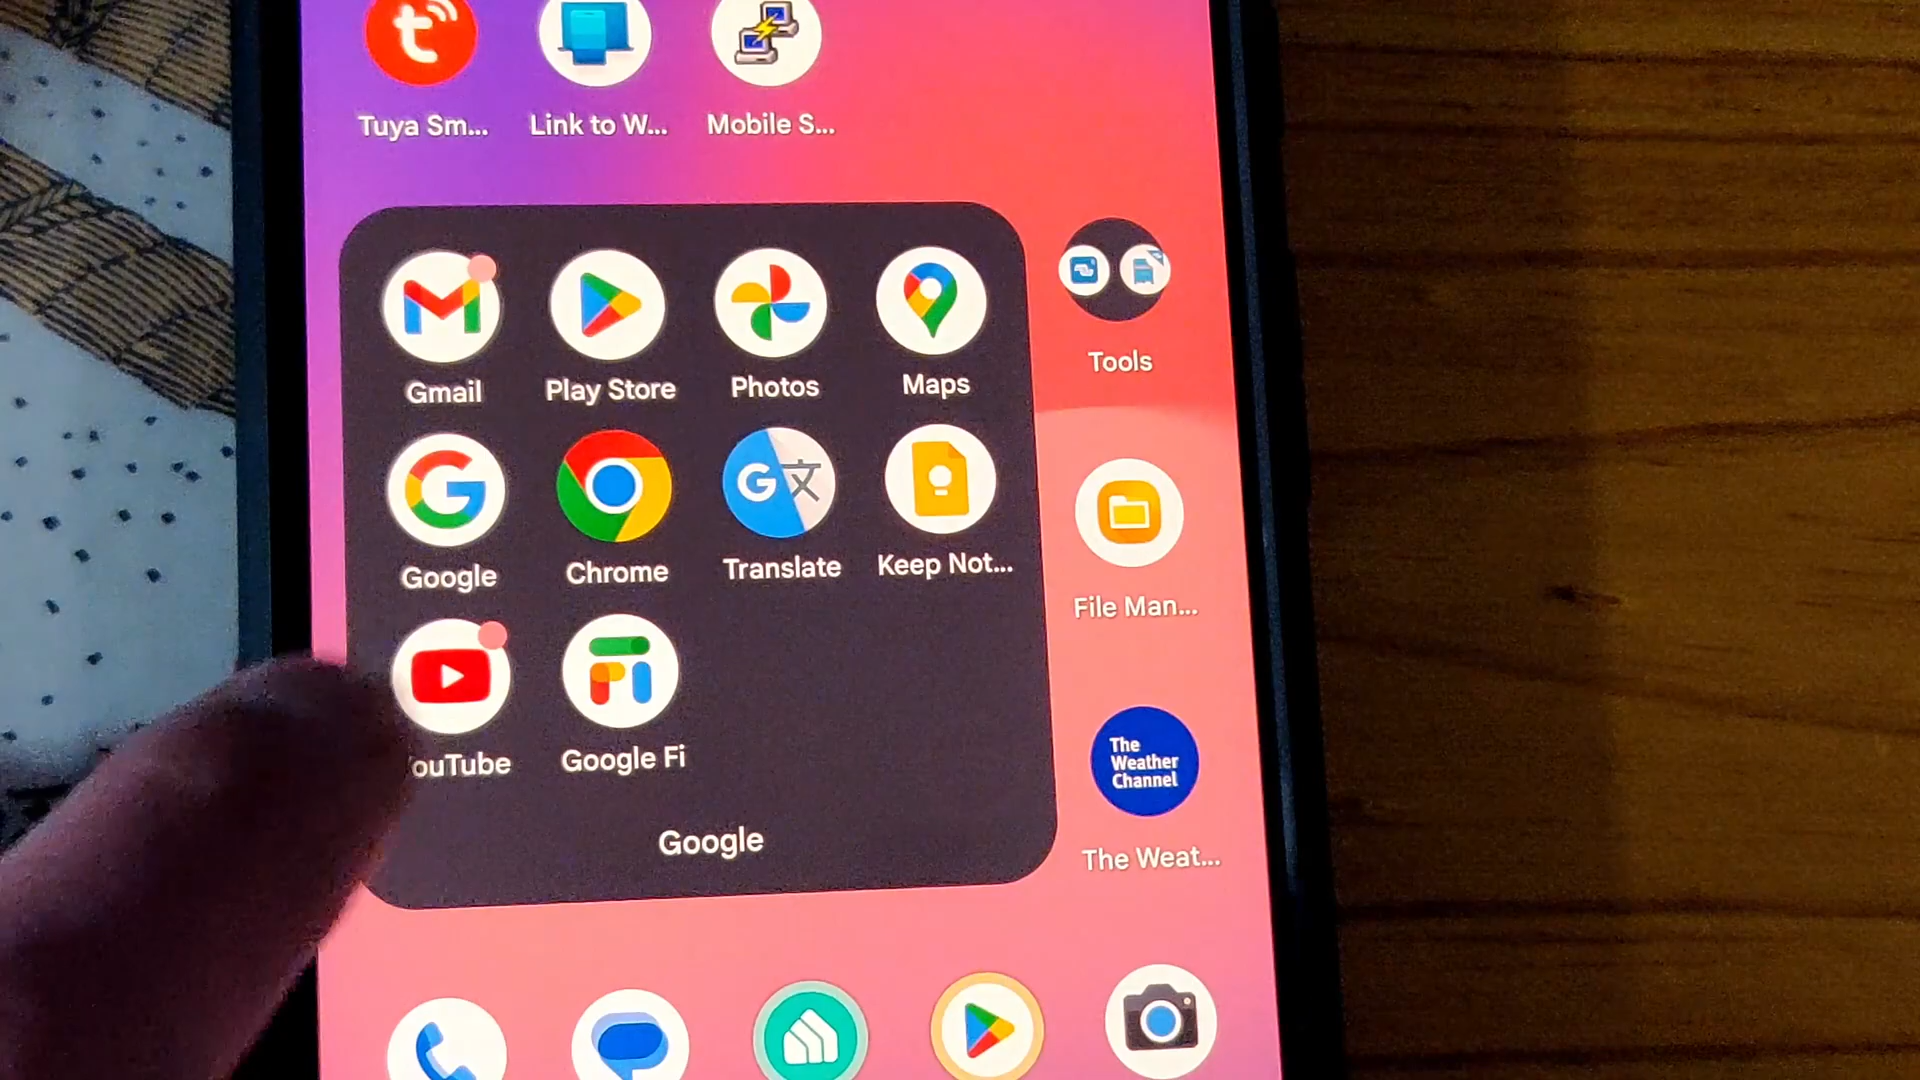 Tuya Sm...
Link to W...
Mobile S...
Gmail
Play Store
Photos
Maps
Tools
Google
Chrome
Translate
Keep Not...
File Man...
ouTube
Google Fi
The
Weather
Channel
Google
The Weat...